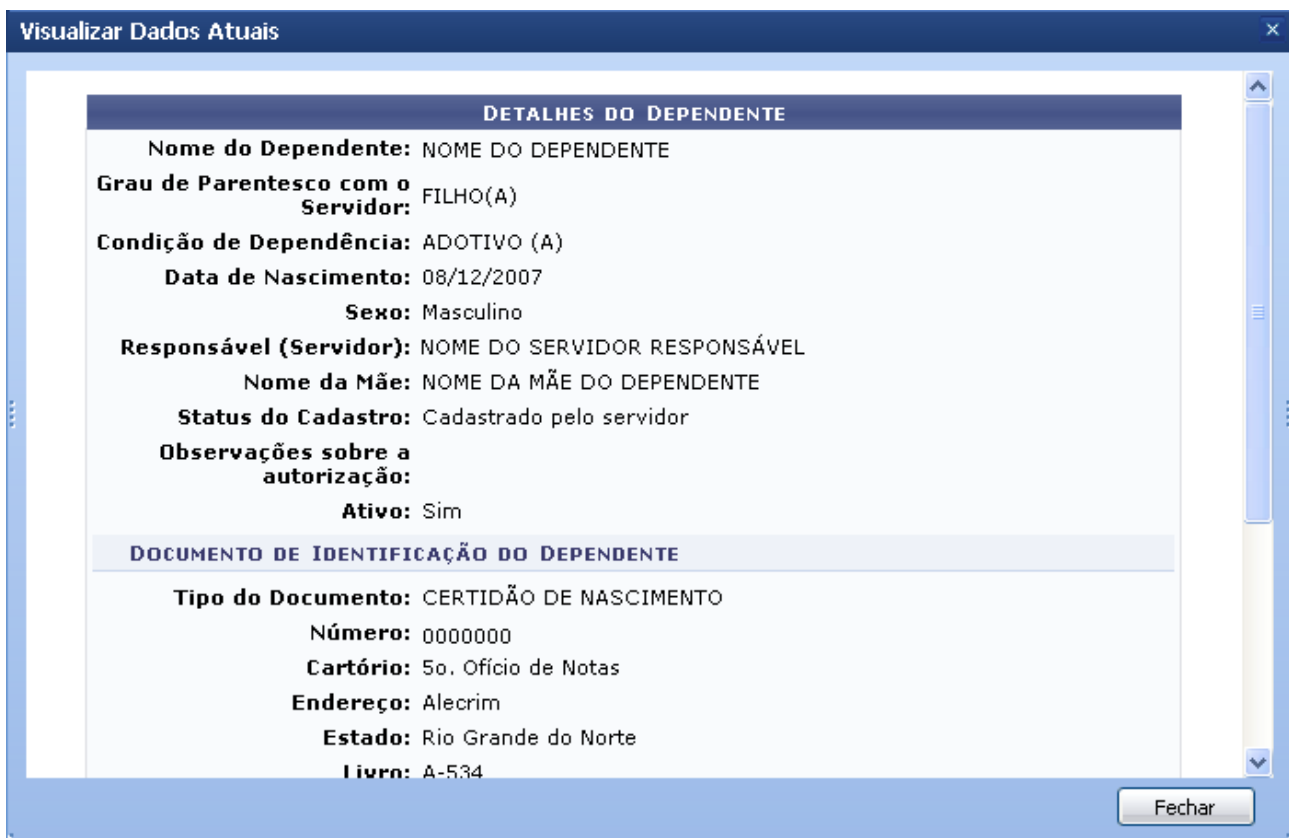 Visualizar Dados Atuais
DETALHES DO DEPENDENTE
Nome do Dependente: NOME DO DEPENDENTE
Grau de Parentesco com o
Servidor: FILHO(A)
Condição de Dependência: ADOTIVO (A)
Data de Nascimento: 08/12/2007
Sexo: Masculino
Responsável (Servidor): NOME DO SERVIDOR RESPONSÁVEL
Nome da Mãe: NOME DA MÃE DO DEPENDENTE
Status do Cadastro: Cadastrado pelo servidor
Observações sobre a
autorização:
Ativo: Sim
DOCUMENTO DE IDENTIFICAÇÃO DO DEPENDENTE
Tipo do Documento: CERTIDÃO DE NASCIMENTO
Número: 0000000
Cartório: 5o. Ofício de Notas
Endereço: Alecrim
Estado: Rio Grande do Norte
Livro: A-534
Fechar